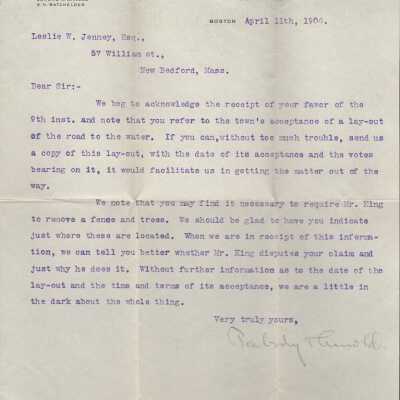 F. H. BATCHELDER
BOSTON April 11th, 1906.
Leslie W. Jenney, Esq.,
57 William st.,
New Bedford, Mass.
Dear Sir:-
We beg to acknowledge the receipt of your favor of the
9th inst. and note that you refer to the town's acceptance of a lay-out
of the road to the water. If you can,without too much trouble, send us
a copy of this lay-out, with the date of its acceptance and the votes
bearing on it, it would facilitate us in getting the matter out of the
way.
We note that you may find it necessary to require Mr. King
to remove a fence and trees. We should be glad to have you indicate
just where these are located. When we are in receipt of this informa-
tion, we can tell you better whether Mr. King disputes your claim and
just why he does it. Without further information as to the date of the
lay-out and the time and terms of its acceptance, we are a little in
the dark about the whole thing.
Very truly yours,
Peabody & Arnold.